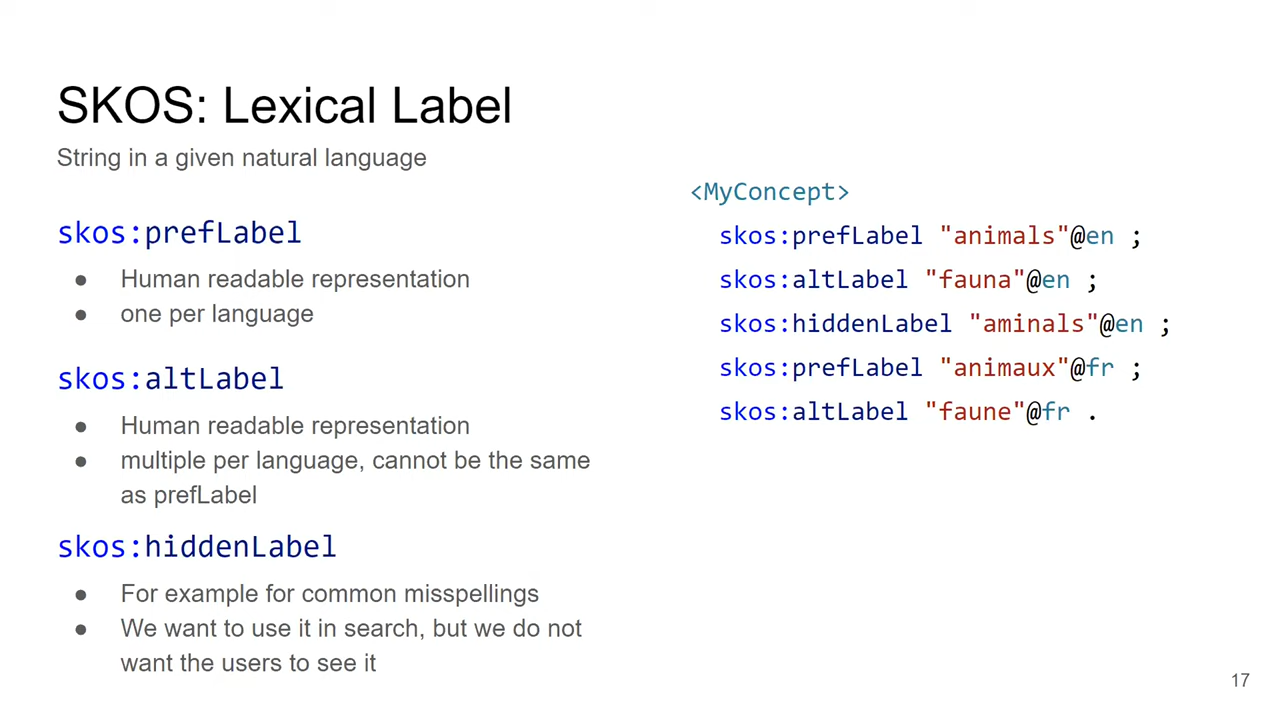 SKOS: Lexical Label
String in a given natural language
skos:prefLabel
● Human readable representation
● one per language
skos:altLabel
● Human readable representation
● multiple per language, cannot be the same
as prefLabel
skos:hiddenLabel
● For example for common misspellings
● We want to use it in search, but we do not
want the users to see it
<MyConcept>
skos:prefLabel "animals"@en ;
skos:altLabel "fauna"@en ;
skos:hiddenLabel "aminals"@en ;
skos:prefLabel "animaux"@fr ;
skos:altLabel "faune"@fr .
17